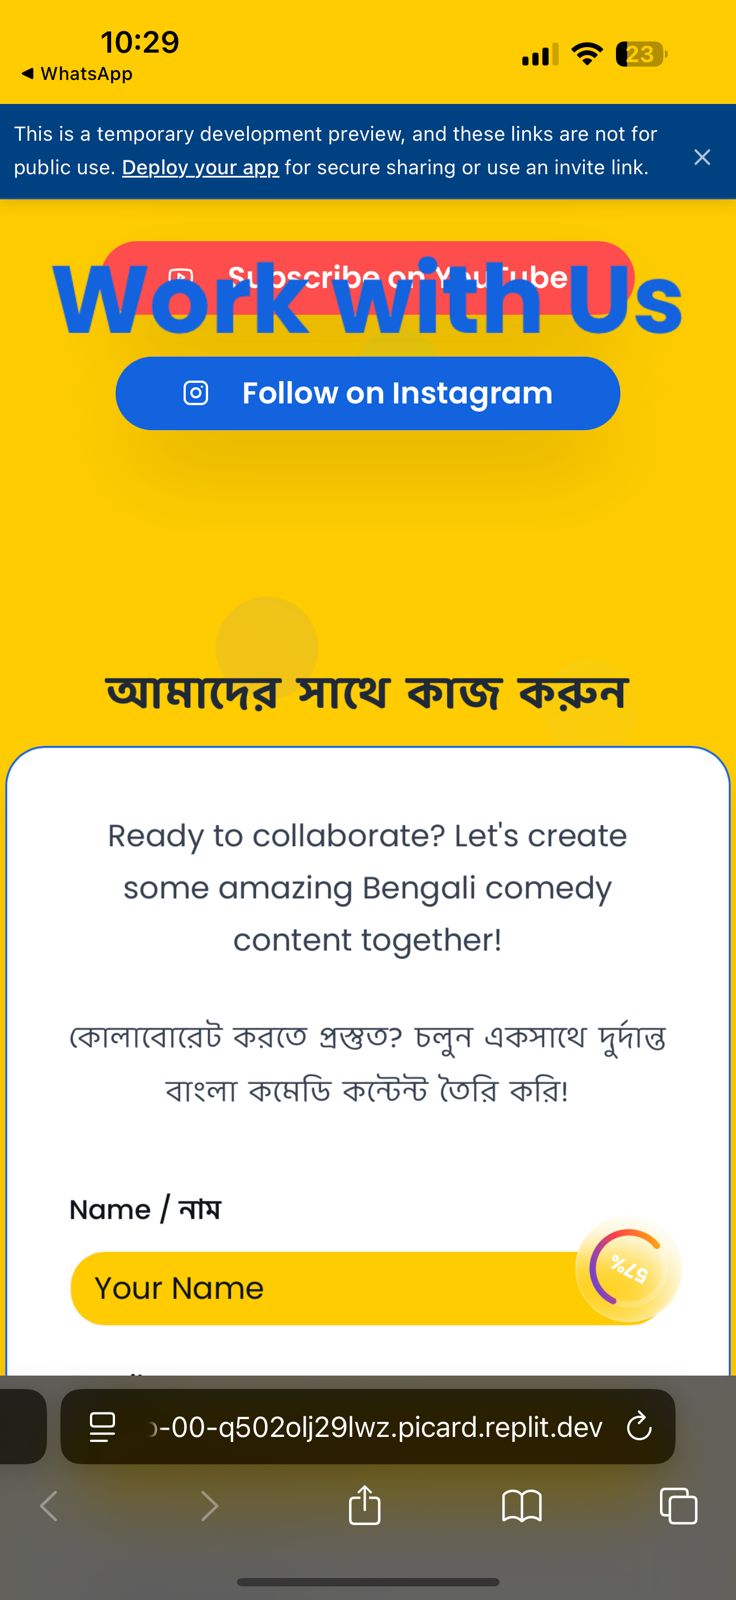 10:29
23
◀ WhatsApp
This is a temporary development preview, and these links are not for
public use. Deploy your app for secure sharing or use an invite link.
Subscribe on YouTube
Work with Us
Follow on Instagram
আমাদের সাথে কাজ করুন
Ready to collaborate? Let's create
some amazing Bengali comedy
content together!
কোলাবোরেট করতে প্রস্তুত? চলুন একসাথে দুর্দান্ত
বাংলা কমেডি কন্টেন্ট তৈরি করি!
Name / নাম
Your Name
57%
-00-q502olj29lwz.picard.replit.dev